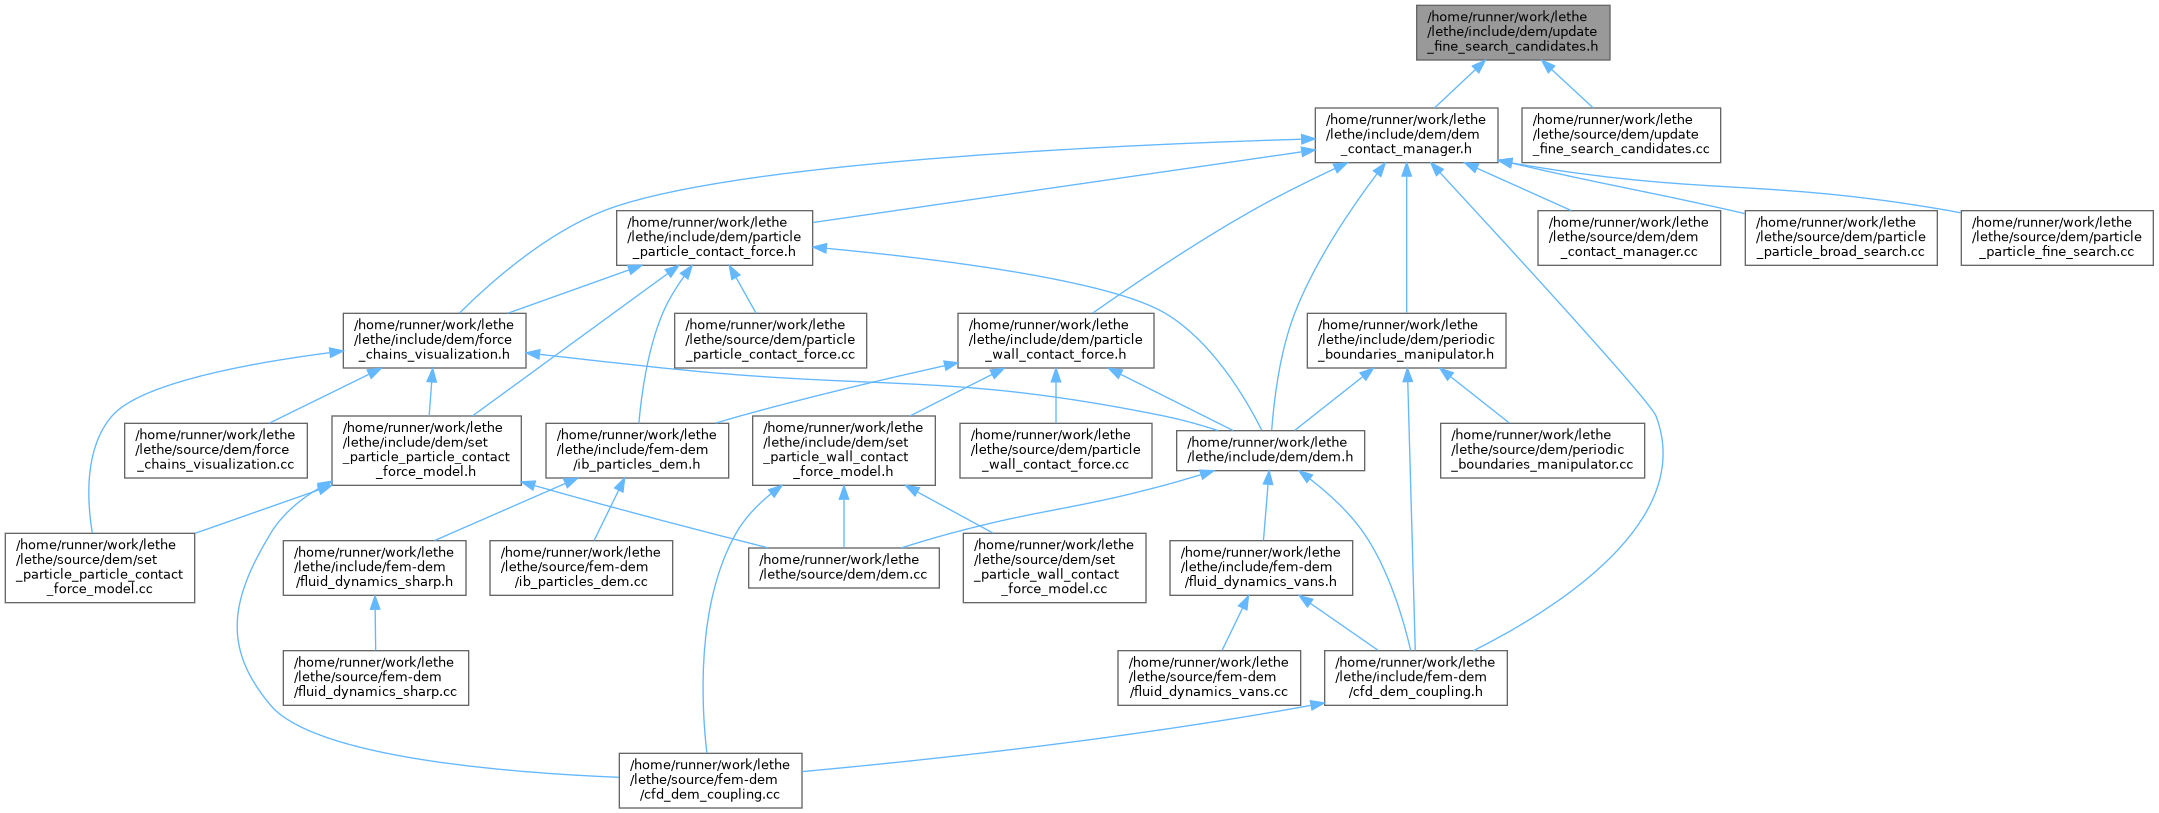 /home/runner/work/lethe
/lethe/include/dem/update
_fine_search_candidates.h
/home/runner/work/lethe
/lethe/include/dem/dem
_contact_manager.h
/home/runner/work/lethe
/lethe/source/dem/update
_fine_search_candidates.cc
/home/runner/work/lethe
/lethe/include/dem/particle
_particle_contact_force.h
/home/runner/work/lethe
/lethe/source/dem/dem
_contact_manager.cc
/home/runner/work/lethe
/lethe/source/dem/particle
_particle_broad_search.cc
/home/runner/work/lethe
/lethe/source/dem/particle
_particle_fine_search.cc
/home/runner/work/lethe
/lethe/include/dem/force
_chains_visualization.h
/home/runner/work/lethe
/lethe/source/dem/particle
_particle_contact_force.cc
/home/runner/work/lethe
/lethe/include/dem/particle
_wall_contact_force.h
/home/runner/work/lethe
/lethe/include/dem/periodic
_boundaries_manipulator.h
/home/runner/work/lethe
/lethe/source/dem/force
_chains_visualization.cc
/home/runner/work/lethe
/lethe/include/dem/set
_particle_particle_contact
_force_model.h
/home/runner/work/lethe
/lethe/include/fem-dem
/ib_particles_dem.h
/home/runner/work/lethe
/lethe/include/dem/set
_particle_wall_contact
_force_model.h
/home/runner/work/lethe
/lethe/source/dem/particle
_wall_contact_force.cc
/home/runner/work/lethe
/lethe/include/dem/dem.h
/home/runner/work/lethe
/lethe/source/dem/periodic
_boundaries_manipulator.cc
/home/runner/work/lethe
/lethe/source/dem/set
_particle_particle_contact
_force_model.cc
/home/runner/work/lethe
/lethe/include/fem-dem
/fluid_dynamics_sharp.h
/home/runner/work/lethe
/lethe/source/fem-dem
/ib_particles_dem.cc
/home/runner/work/lethe
/lethe/source/dem/dem.cc
/home/runner/work/lethe
/lethe/source/dem/set
_particle_wall_contact
_force_model.cc
/home/runner/work/lethe
/lethe/include/fem-dem
/fluid_dynamics_vans.h
/home/runner/work/lethe
/lethe/source/fem-dem
/fluid_dynamics_sharp.cc
/home/runner/work/lethe
/lethe/source/fem-dem
/fluid_dynamics_vans.cc
/home/runner/work/lethe
/lethe/include/fem-dem
/cfd_dem_coupling.h
/home/runner/work/lethe
/lethe/source/fem-dem
/cfd_dem_coupling.cc